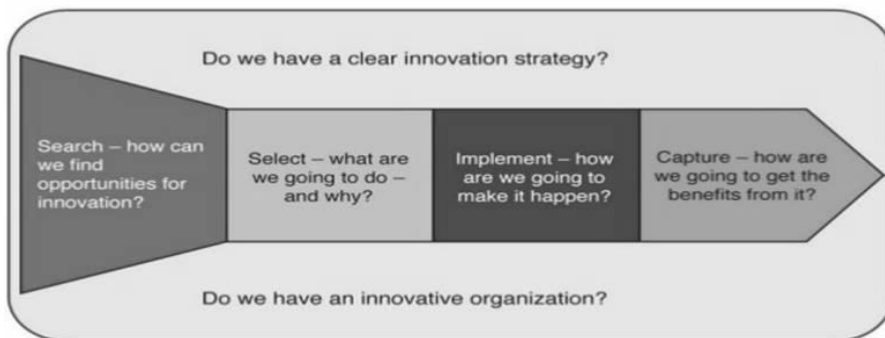 Do we have a clear innovation strategy?
Search – how can
we find
opportunities for
innovation?
Select – what are
we going to do –
and why?
Implement – how
are we going to
make it happen?
Capture – how are
we going to get the
benefits from it?
Do we have an innovative organization?